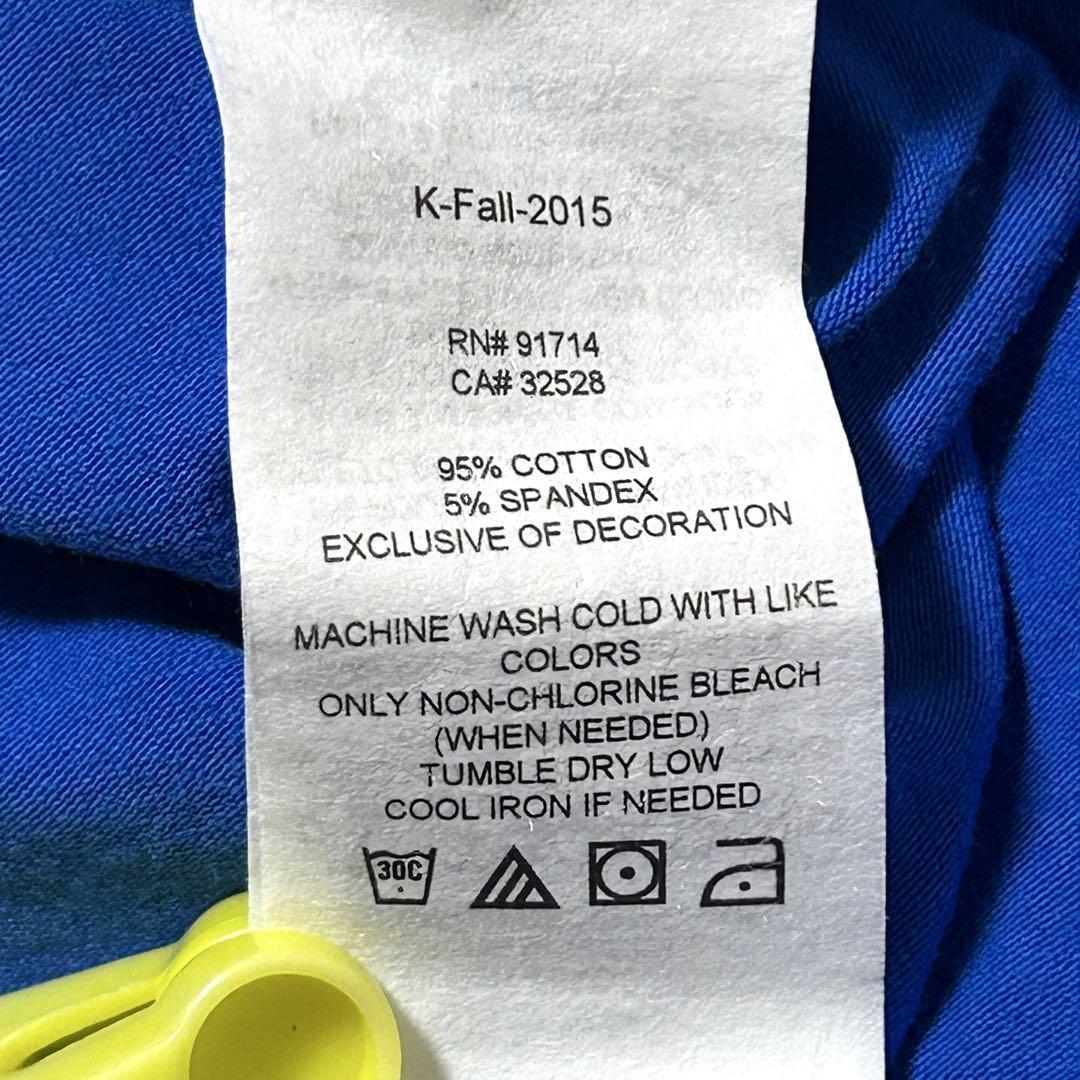 K-Fall-2015
RN# 91714
CA# 32528
95% COTTON
5% SPANDEX
EXCLUSIVE OF DECORATION
MACHINE WASH COLD WITH LIKE
COLORS
ONLY NON-CHLORINE BLEACH
(WHEN NEEDED)
TUMBLE DRY LOW
COOL IRON IF NEEDED
30C